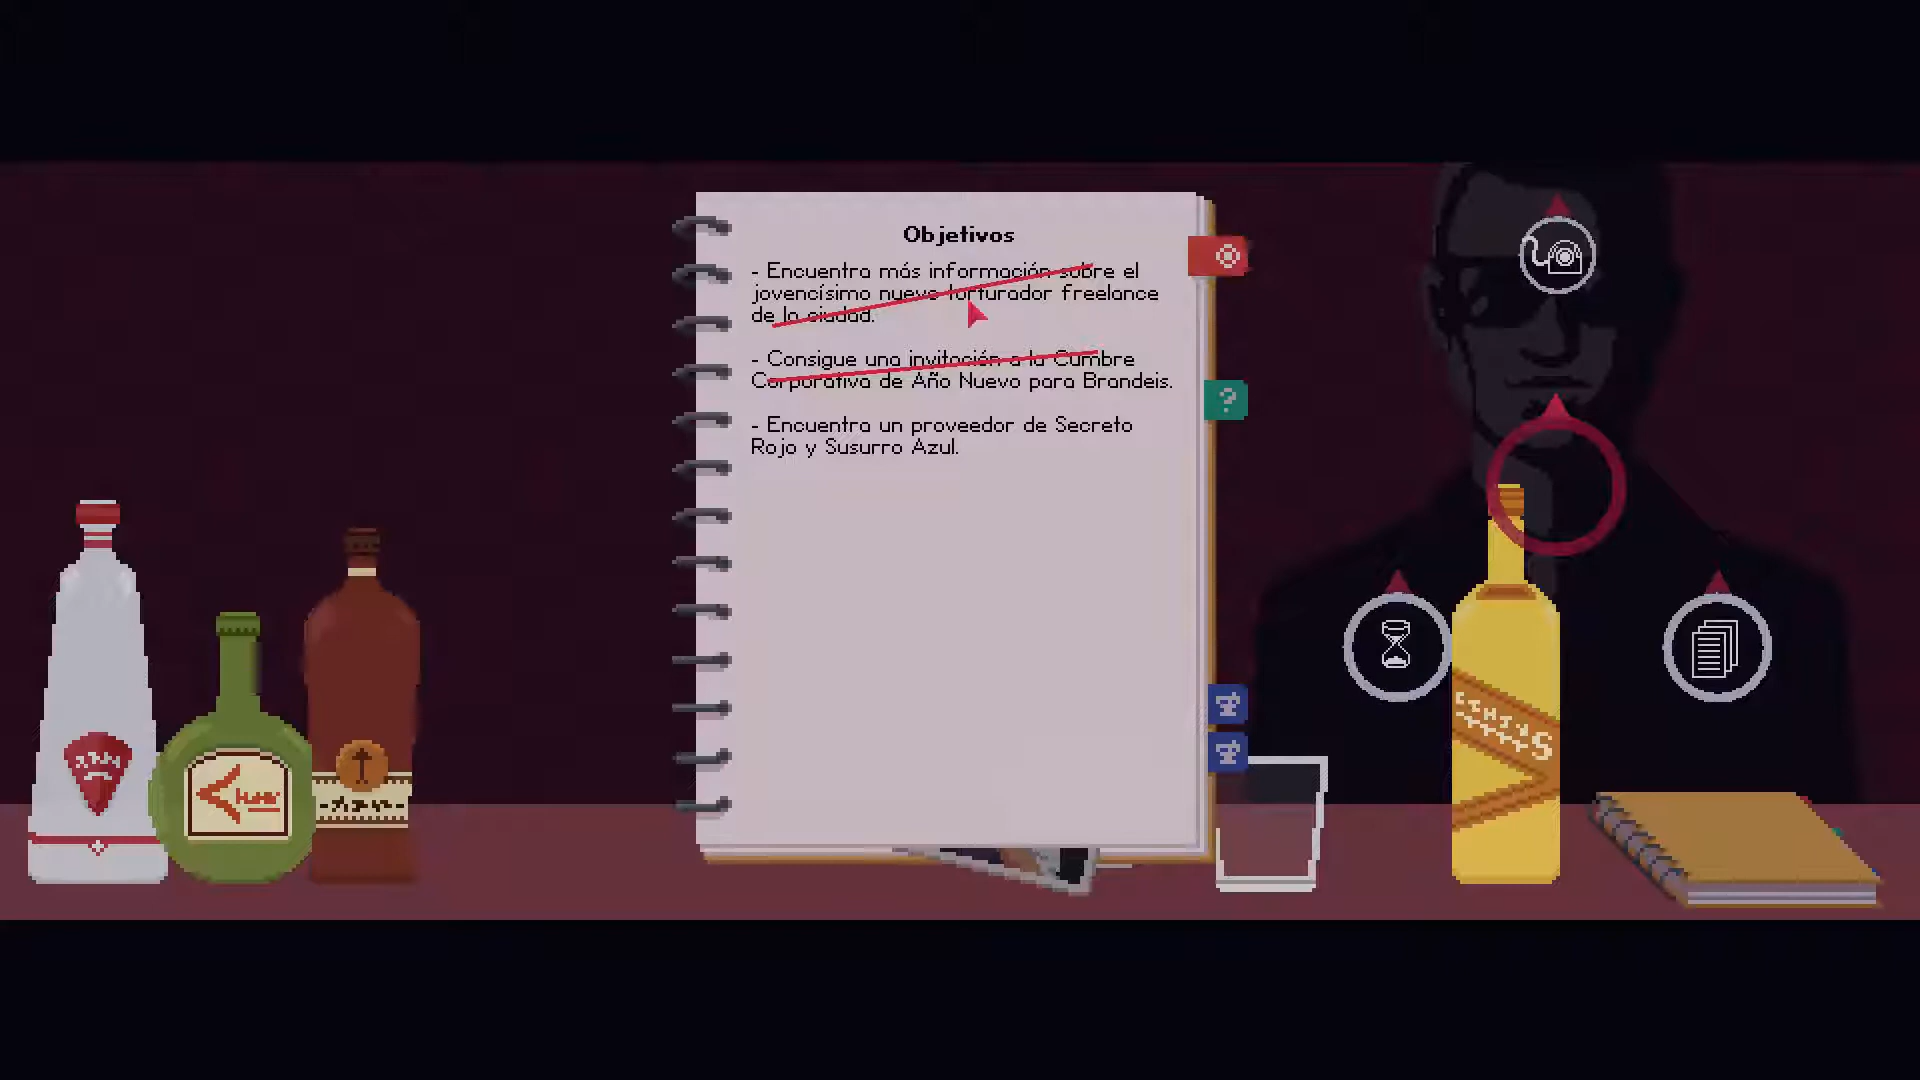 Objetivos
- Encuentra más información sobre el
jovencísimo nuevo torturador freelance
de la ciudad.
- Consigue una invitación a la Cumbre
Corporativa de Año Nuevo para Brandeis.
- Encuentra un proveedor de Secreto
Rojo y Susurro Azul.
?